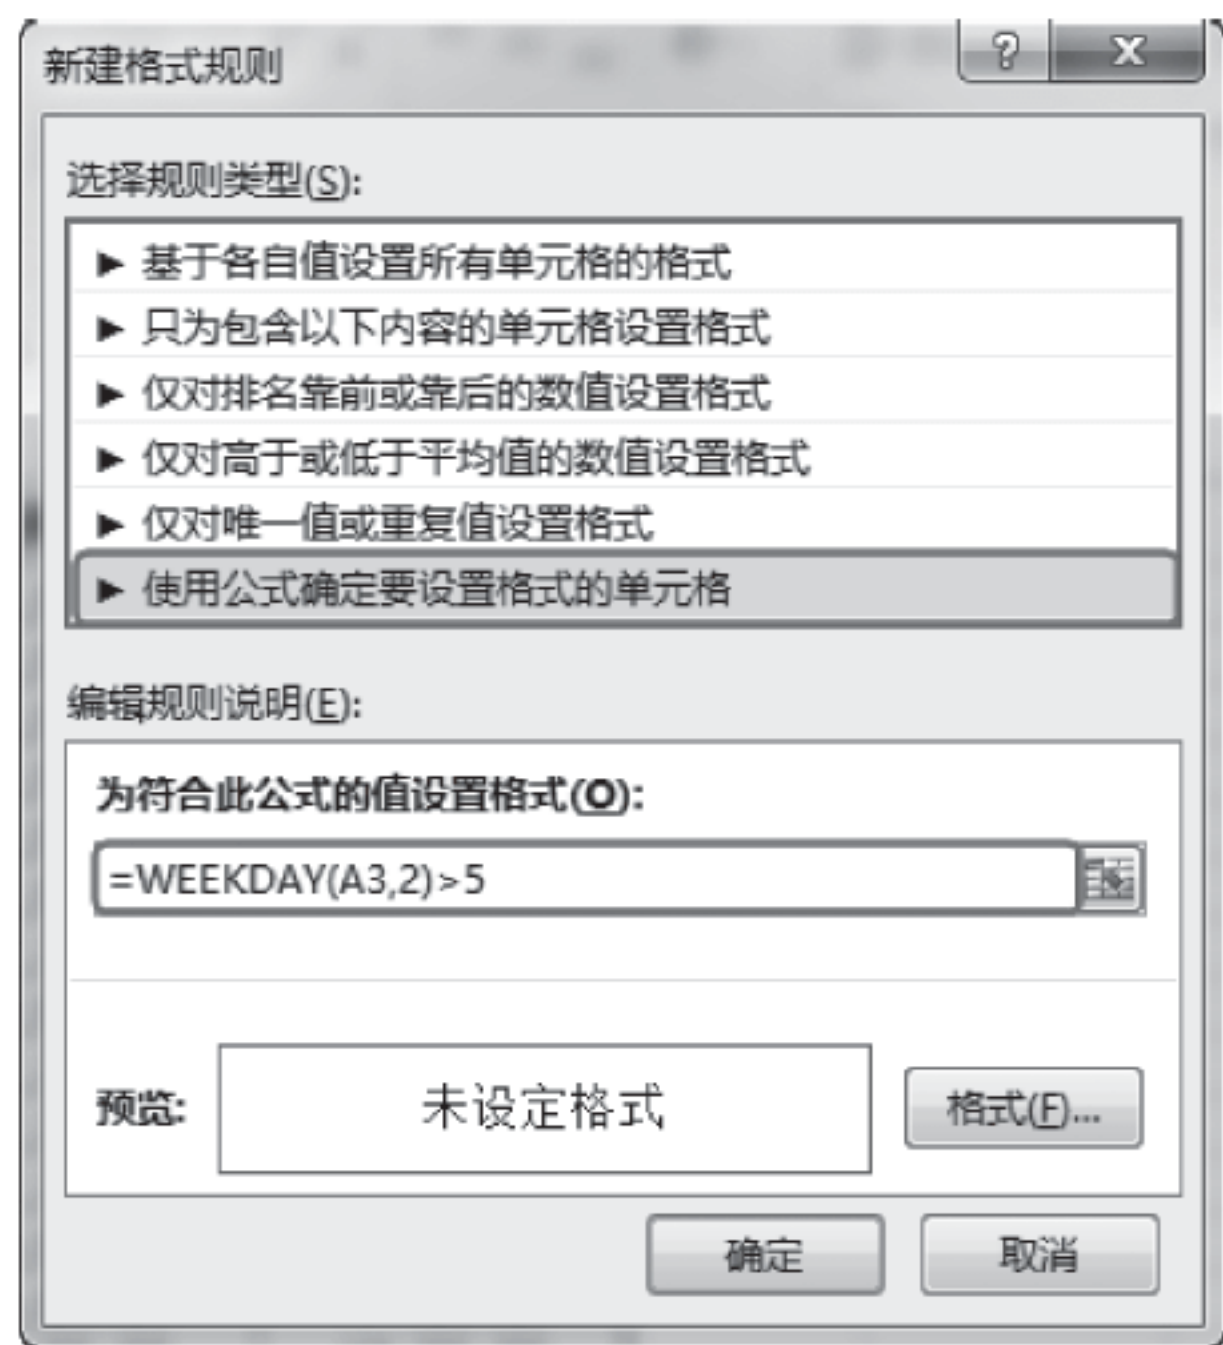 新建格式规则
选择规则类型(S):
► 基于各自值设置所有单元格的格式
► 只为包含以下内容的单元格设置格式
► 仅对排名靠前或靠后的数值设置格式
► 仅对高于或低于平均值的数值设置格式
► 仅对唯一值或重复值设置格式
► 使用公式确定要设置格式的单元格
编辑规则说明(E):
为符合此公式的值设置格式(O):
=WEEKDAY(A3,2)>5
预览:
未设定格式
格式(F)...
确定
取消